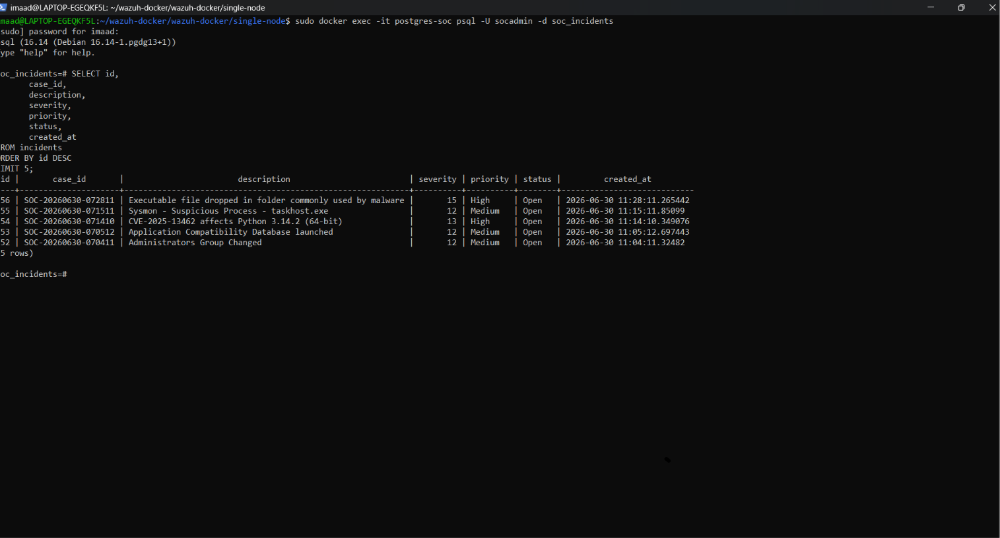 imaad@LAPTOP-EGEQKF5L: ~/wazuh-docker/wazuh-docker/single-node
maad@LAPTOP-EGEQKF5L:~/wazuh-docker/wazuh-docker/single-node$ sudo docker exec -it postgres-soc psql -U socadmin -d soc_incidents
sudo] password for imaad:
sql (16.14 (Debian 16.14-1.pgdg13+1))
ype "help" for help.
oc_incidents=# SELECT id,
case_id,
description,
severity,
priority,
status,
created_at
ROM incidents
RDER BY id DESC
IMIT 5;
id | case_id | description | severity | priority | status | created_at
---+--------------------+------------------------------------------------------------+----------+----------+--------+----------------------------
56 | SOC-20260630-072811 | Executable file dropped in folder commonly used by malware | 15 | High | Open | 2026-06-30 11:28:11.265442
55 | SOC-20260630-071511 | Sysmon - Suspicious Process - taskhost.exe | 12 | Medium | Open | 2026-06-30 11:15:11.85099
54 | SOC-20260630-071410 | CVE-2025-13462 affects Python 3.14.2 (64-bit) | 13 | High | Open | 2026-06-30 11:14:10.349076
53 | SOC-20260630-070512 | Application Compatibility Database launched | 12 | Medium | Open | 2026-06-30 11:05:12.697443
52 | SOC-20260630-070411 | Administrators Group Changed | 12 | Medium | Open | 2026-06-30 11:04:11.32482
5 rows)
oc_incidents=#